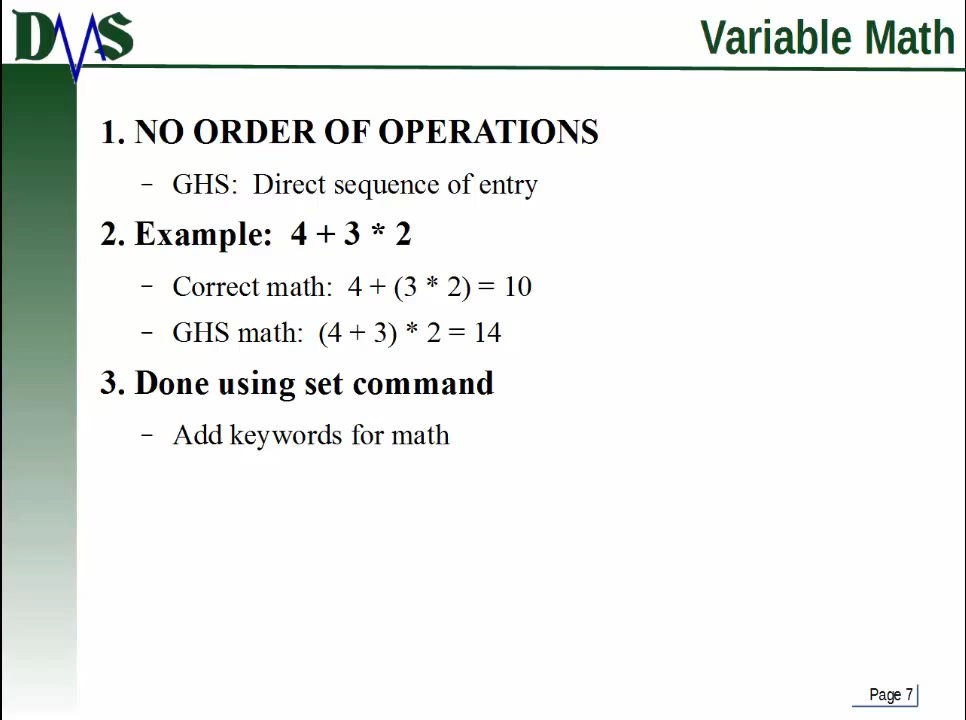 DMS
Variable Math
1. NO ORDER OF OPERATIONS
– GHS: Direct sequence of entry
2. Example: 4 + 3 * 2
– Correct math: 4 + (3 * 2) = 10
– GHS math: (4 + 3) * 2 = 14
3. Done using set command
– Add keywords for math
Page 7